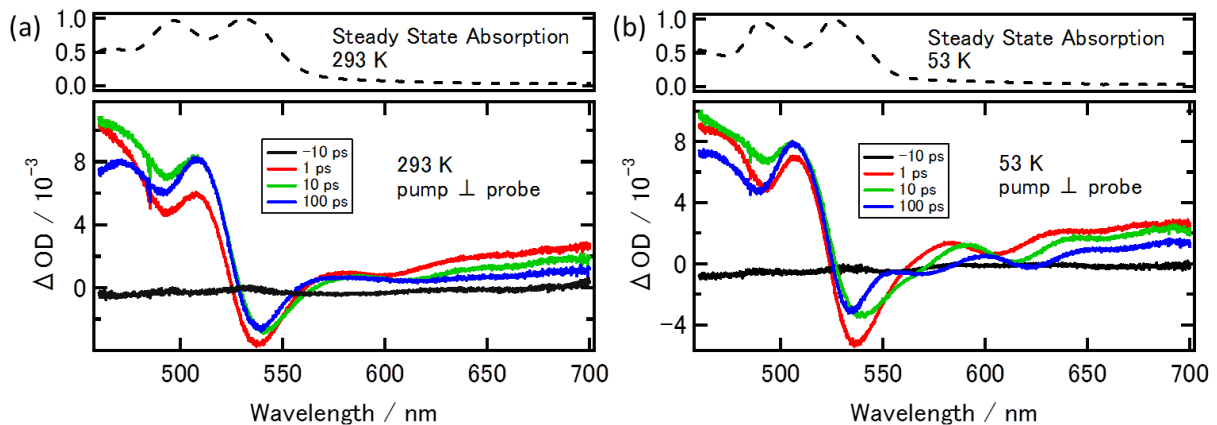 (a)
1.0
0.5
0.0
Steady State Absorption
293 K
8
4
0
Δ OD / 10⁻³
−10 ps
1 ps
10 ps
100 ps
293 K
pump ⊥ probe
500 550 600 650 700
Wavelength / nm
(b)
1.0
0.5
0.0
Steady State Absorption
53 K
8
4
0
−4
Δ OD / 10⁻³
−10 ps
1 ps
10 ps
100 ps
53 K
pump ⊥ probe
500 550 600 650 700
Wavelength / nm